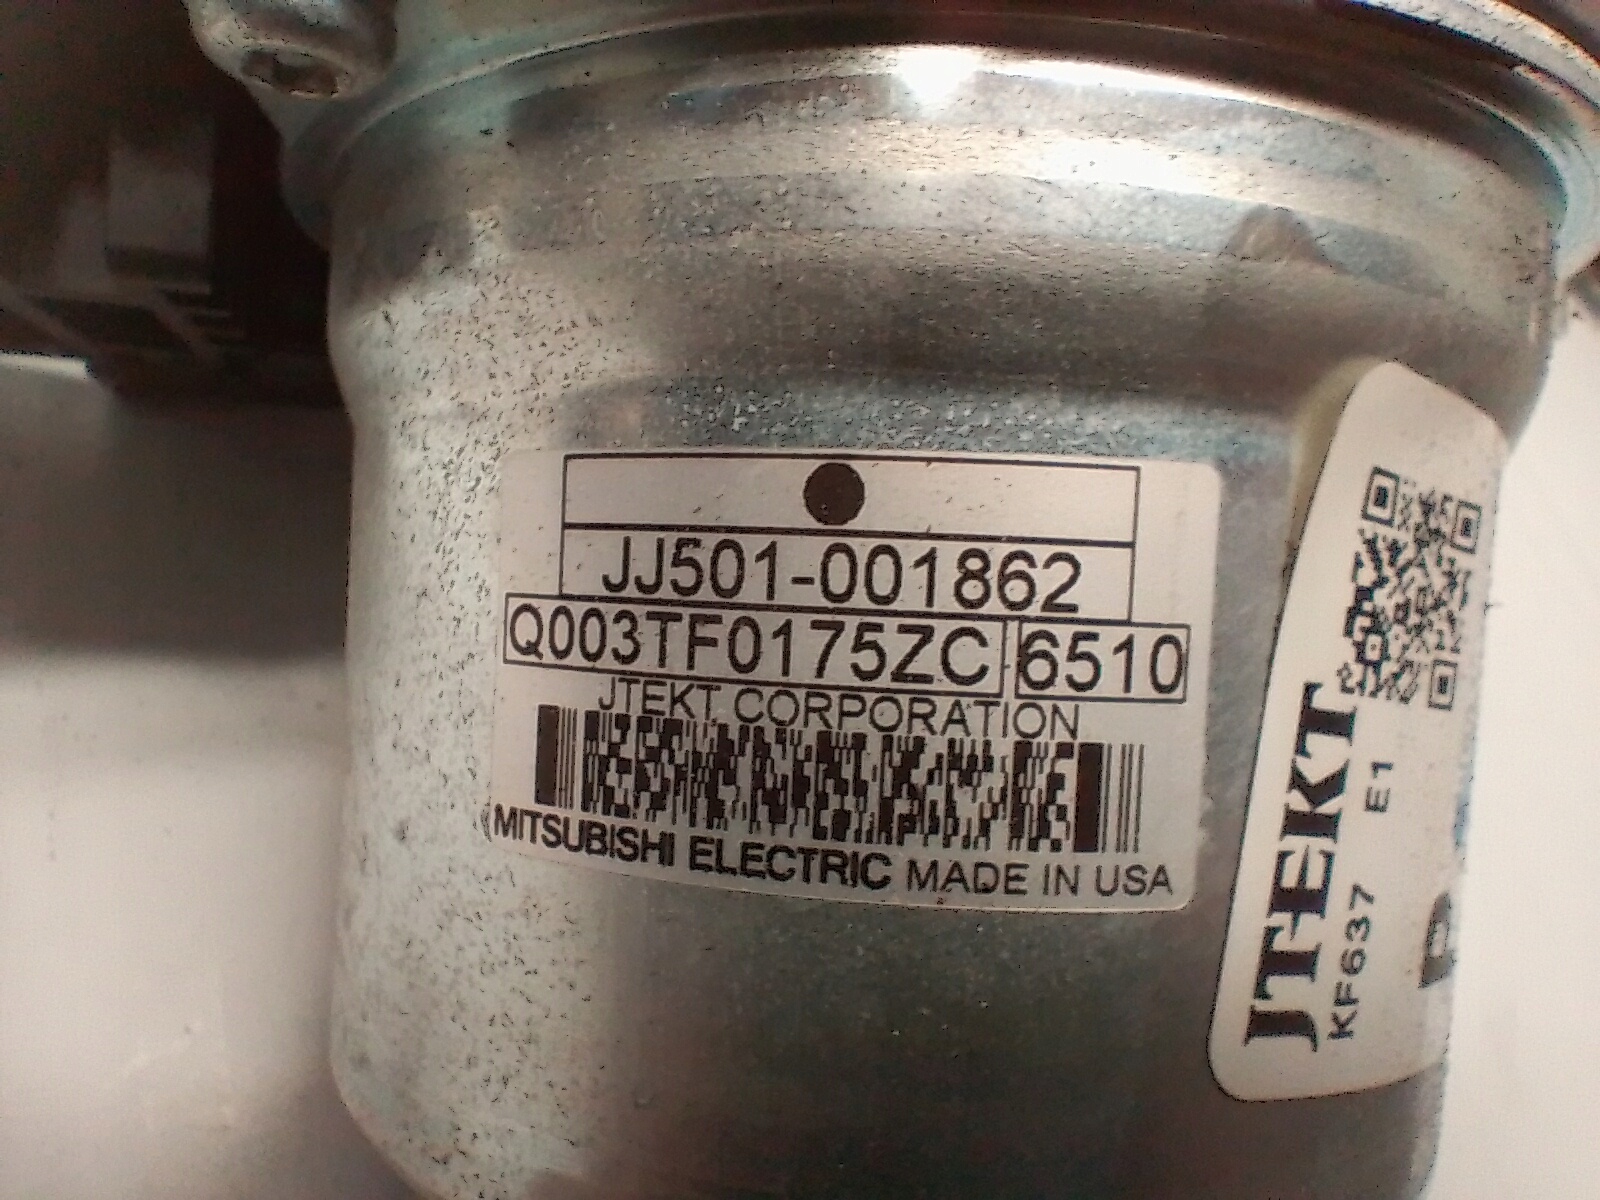 JJ501-001862
Q003TF0175ZC 6510
JTEKT CORPORATION
MITSUBISHI ELECTRIC MADE IN USA
JTEKT
KF637 E1